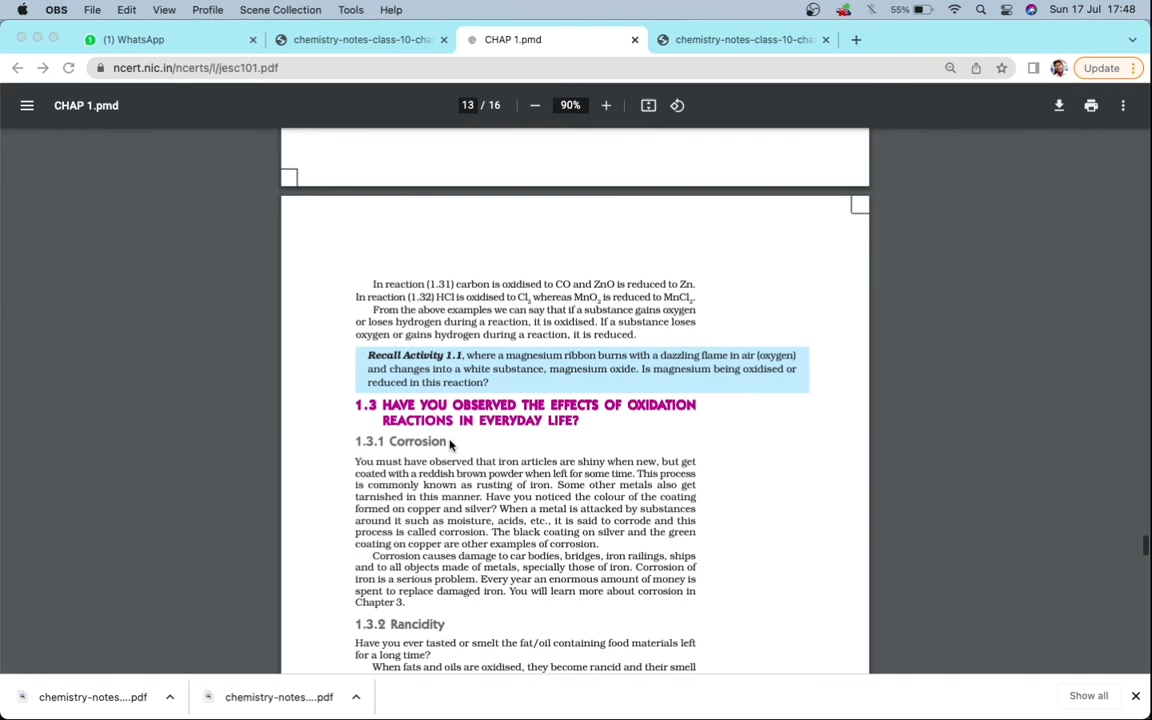 OBS File Edit View Profile Scene Collection Tools Help 55% Sun 17 Jul 17:48
(1) WhatsApp chemistry-notes-class-10-cha CHAP 1.pmd chemistry-notes-class-10-cha
ncert.nic.in/ncerts/l/jesc101.pdf Update
CHAP 1.pmd 13 / 16 90%
In reaction (1.31) carbon is oxidised to CO and ZnO is reduced to Zn.
In reaction (1.32) HCl is oxidised to Cl₂ whereas MnO₂ is reduced to MnCl₂.
From the above examples we can say that if a substance gains oxygen
or loses hydrogen during a reaction, it is oxidised. If a substance loses
oxygen or gains hydrogen during a reaction, it is reduced.
Recall Activity 1.1, where a magnesium ribbon burns with a dazzling flame in air (oxygen)
and changes into a white substance, magnesium oxide. Is magnesium being oxidised or
reduced in this reaction?
1.3 HAVE YOU OBSERVED THE EFFECTS OF OXIDATION
REACTIONS IN EVERYDAY LIFE?
1.3.1 Corrosion
You must have observed that iron articles are shiny when new, but get
coated with a reddish brown powder when left for some time. This process
is commonly known as rusting of iron. Some other metals also get
tarnished in this manner. Have you noticed the colour of the coating
formed on copper and silver? When a metal is attacked by substances
around it such as moisture, acids, etc., it is said to corrode and this
process is called corrosion. The black coating on silver and the green
coating on copper are other examples of corrosion.
Corrosion causes damage to car bodies, bridges, iron railings, ships
and to all objects made of metals, specially those of iron. Corrosion of
iron is a serious problem. Every year an enormous amount of money is
spent to replace damaged iron. You will learn more about corrosion in
Chapter 3.
1.3.2 Rancidity
Have you ever tasted or smelt the fat/oil containing food materials left
for a long time?
When fats and oils are oxidised, they become rancid and their smell
chemistry-notes....pdf chemistry-notes....pdf Show all